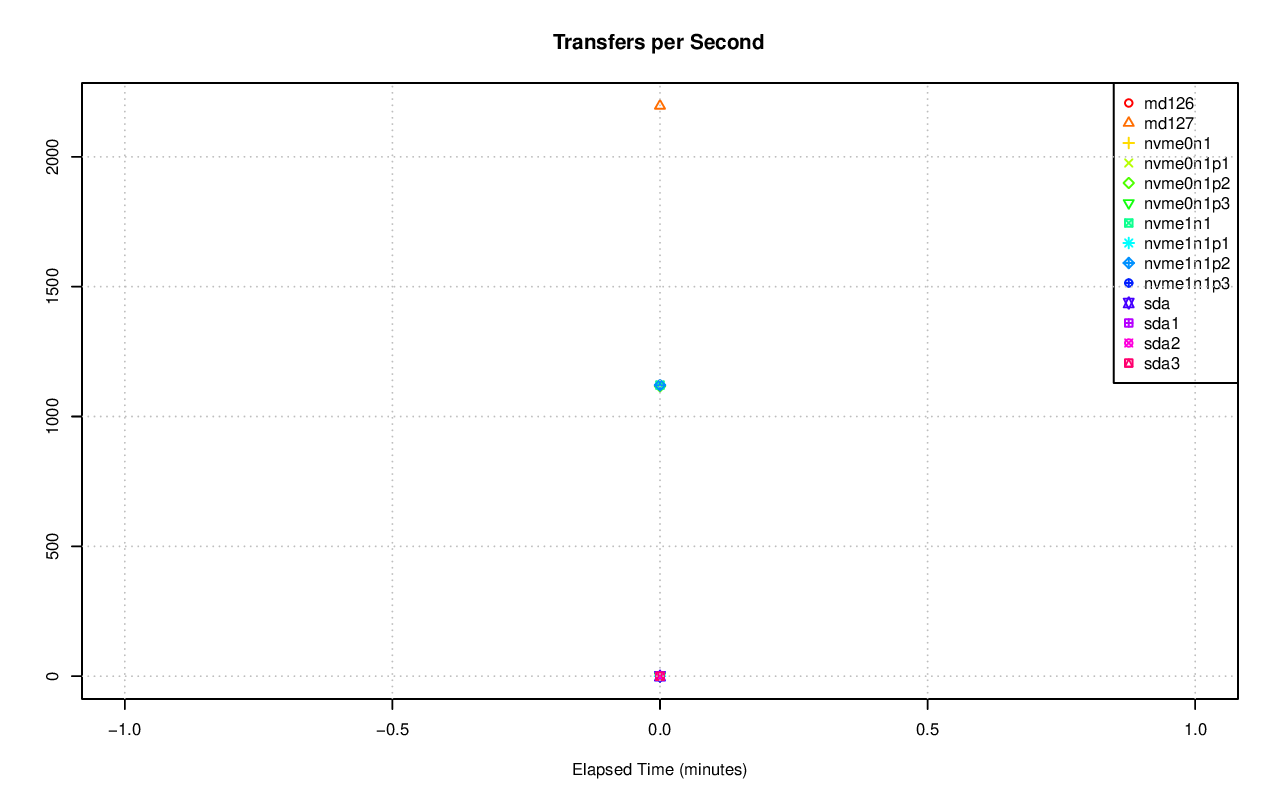 Transfers per Second
md126
md127
nvme0n1
nvme0n1p1
nvme0n1p2
nvme0n1p3
nvme1n1
nvme1n1p1
nvme1n1p2
nvme1n1p3
sda
sda1
sda2
sda3
2000
1500
1000
500
0
−1.0 −0.5 0.0 0.5 1.0
Elapsed Time (minutes)